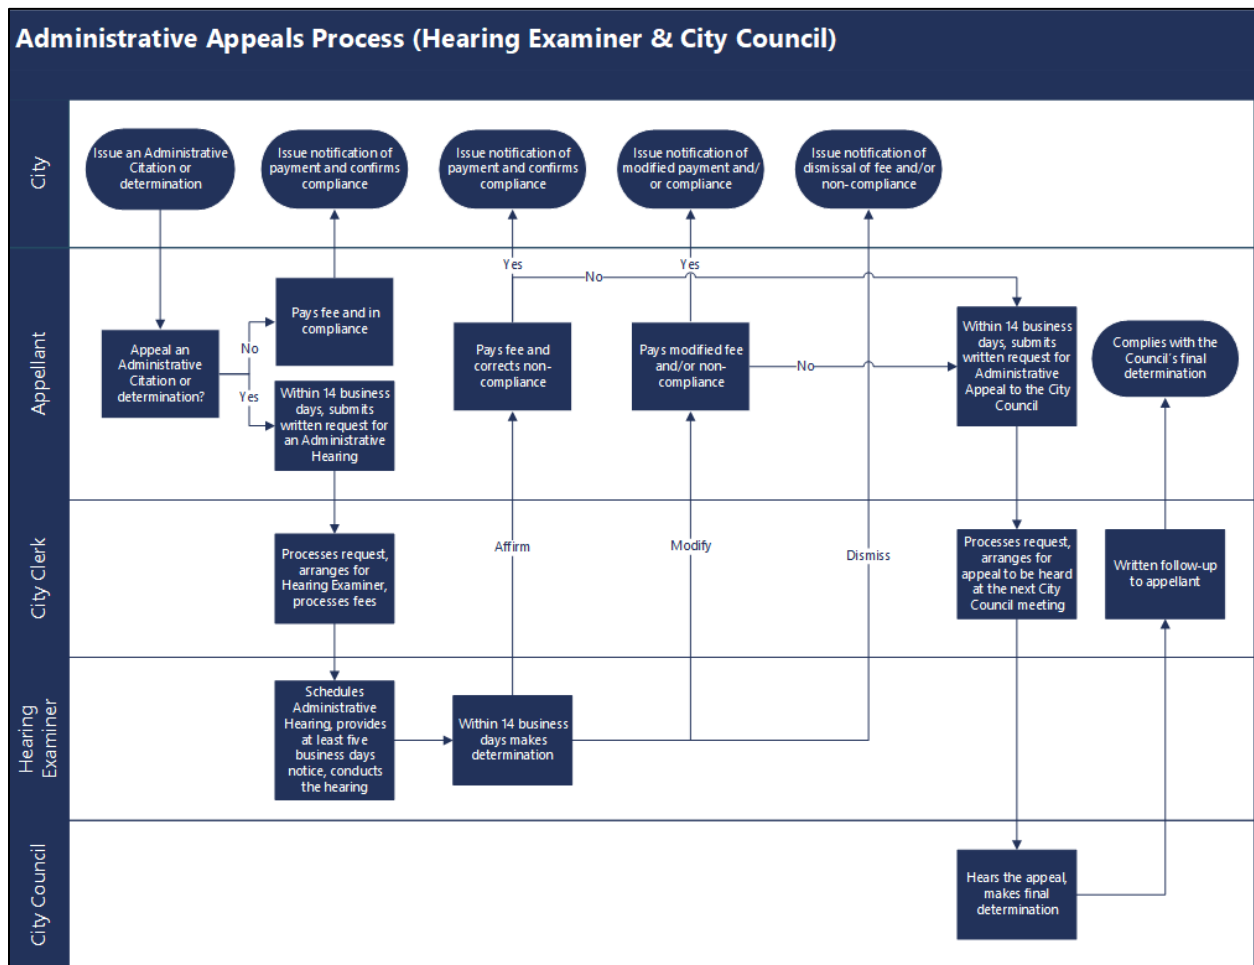 Administrative Appeals Process (Hearing Examiner & City Council)
City
Issue an Administrative
Citation or
determination
Issue notification of
payment and confirms
compliance
Issue notification of
payment and confirms
compliance
Issue notification of
modified payment and/
or compliance
Issue notification of
dismissal of fee and/or
non-compliance
Appellant
Appeal an
Administrative
Citation or
determination?
No
Yes
Pays fee and in
compliance
Within 14 business
days, submits
written request for
an Administrative
Hearing
Yes
No
Pays fee and
corrects non-
compliance
Yes
Pays modified fee
and/or non-
compliance
No
Within 14 business
days, submits
written request for
Administrative
Appeal to the City
Council
Complies with the
Council's final
determination
City Clerk
Processes request,
arranges for
Hearing Examiner,
processes fees
Affirm
Modify
Dismiss
Processes request,
arranges for
appeal to be heard
at the next City
Council meeting
Written follow-up
to appellant
Hearing
Examiner
Schedules
Administrative
Hearing, provides
at least five
business days
notice, conducts
the hearing
Within 14 business
days makes
determination
City Council
Hears the appeal,
makes final
determination